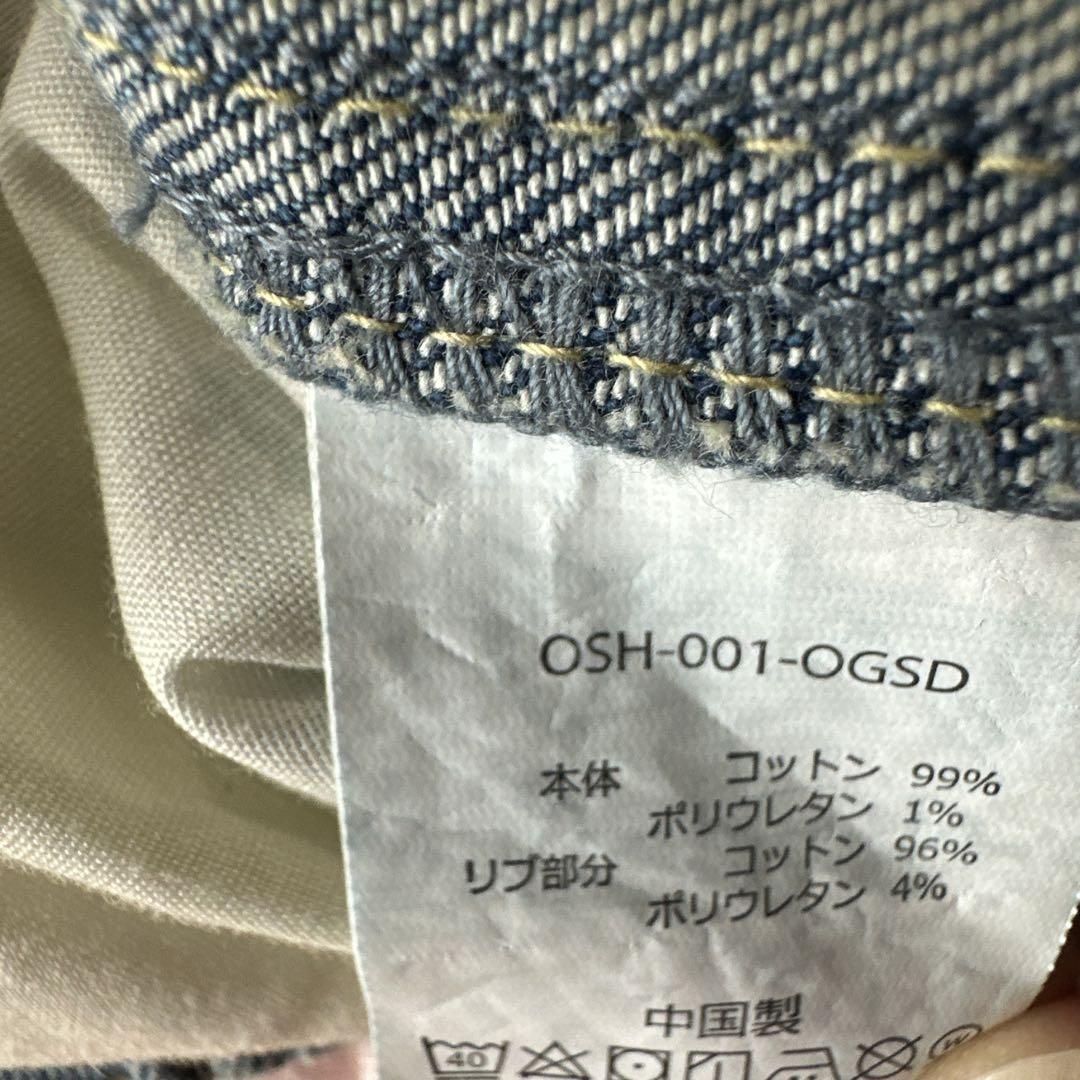 OSH-001-OGSD
本体 コットン 99%
ポリウレタン 1%
リブ部分 コットン 96%
ポリウレタン 4%
中国製
40 W